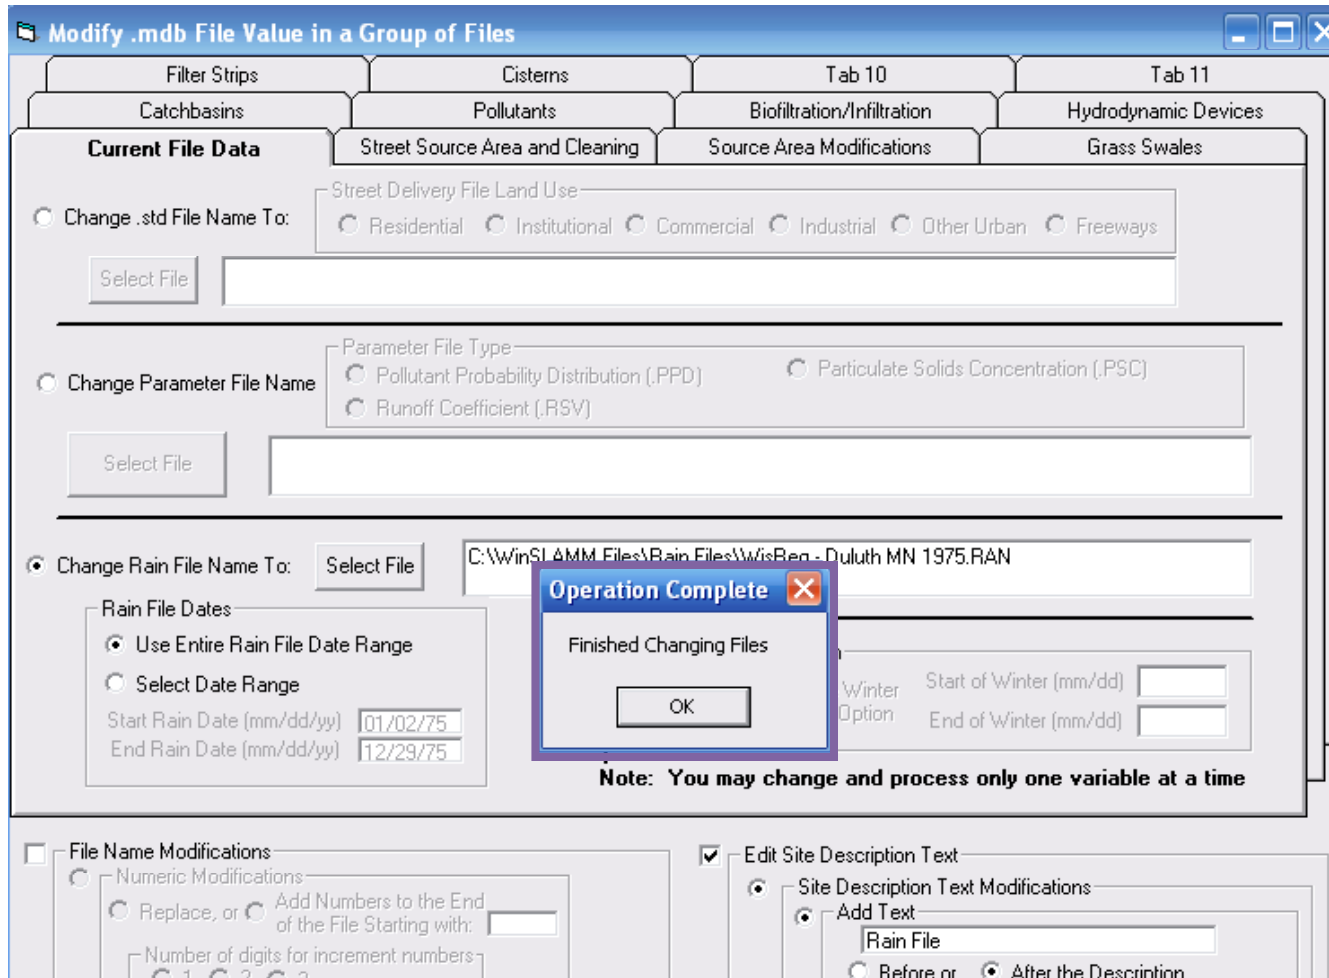 Modify .mdb File Value in a Group of Files
Filter Strips Cisterns Tab 10 Tab 11
Catchbasins Pollutants Biofiltration/Infiltration Hydrodynamic Devices
Current File Data Street Source Area and Cleaning Source Area Modifications Grass Swales
Street Delivery File Land Use
Change .std File Name To:
Residential Institutional Commercial Industrial Other Urban Freeways
Select File
Parameter File Type
Change Parameter File Name
Pollutant Probability Distribution (.PPD) Particulate Solids Concentration (.PSC)
Runoff Coefficient (.RSV)
Select File
Change Rain File Name To: Select File C:\WinSLAMM Files\Rain Files\WisReg - Duluth MN 1975.RAN
Operation Complete
Finished Changing Files
OK
Rain File Dates
Use Entire Rain File Date Range
Select Date Range
Start Rain Date (mm/dd/yy) 01/02/75
End Rain Date (mm/dd/yy) 12/29/75
Winter
Option
Start of Winter (mm/dd)
End of Winter (mm/dd)
Note: You may change and process only one variable at a time
File Name Modifications
Numeric Modifications
Replace, or Add Numbers to the End
of the File Starting with:
Number of digits for increment numbers
1 2 3
Edit Site Description Text
Site Description Text Modifications
Add Text
Rain File
Before or After the Description